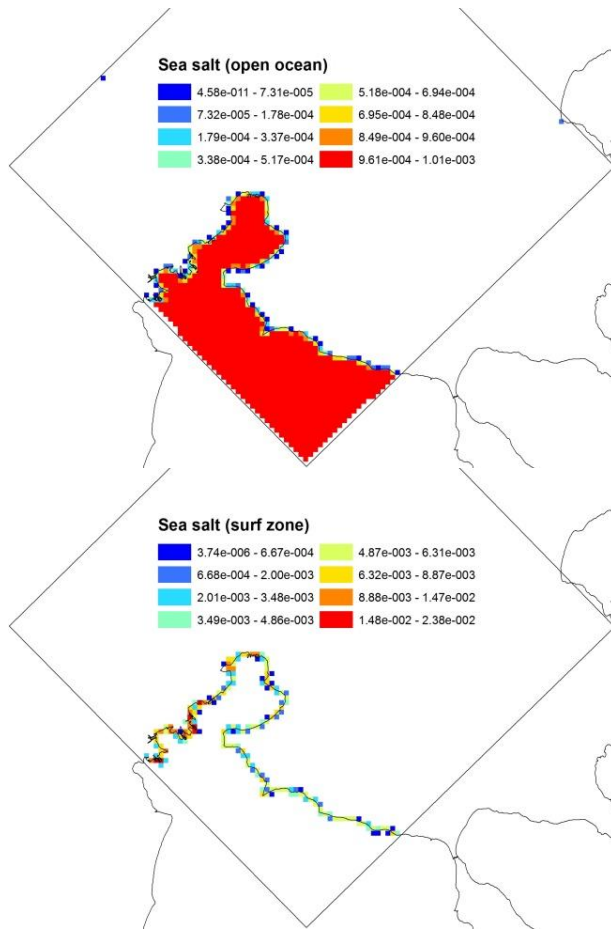 Sea salt (open ocean)
4.58e-011 - 7.31e-005 5.18e-004 - 6.94e-004
7.32e-005 - 1.78e-004 6.95e-004 - 8.48e-004
1.79e-004 - 3.37e-004 8.49e-004 - 9.60e-004
3.38e-004 - 5.17e-004 9.61e-004 - 1.01e-003
Sea salt (surf zone)
3.74e-006 - 6.67e-004 4.87e-003 - 6.31e-003
6.68e-004 - 2.00e-003 6.32e-003 - 8.87e-003
2.01e-003 - 3.48e-003 8.88e-003 - 1.47e-002
3.49e-003 - 4.86e-003 1.48e-002 - 2.38e-002